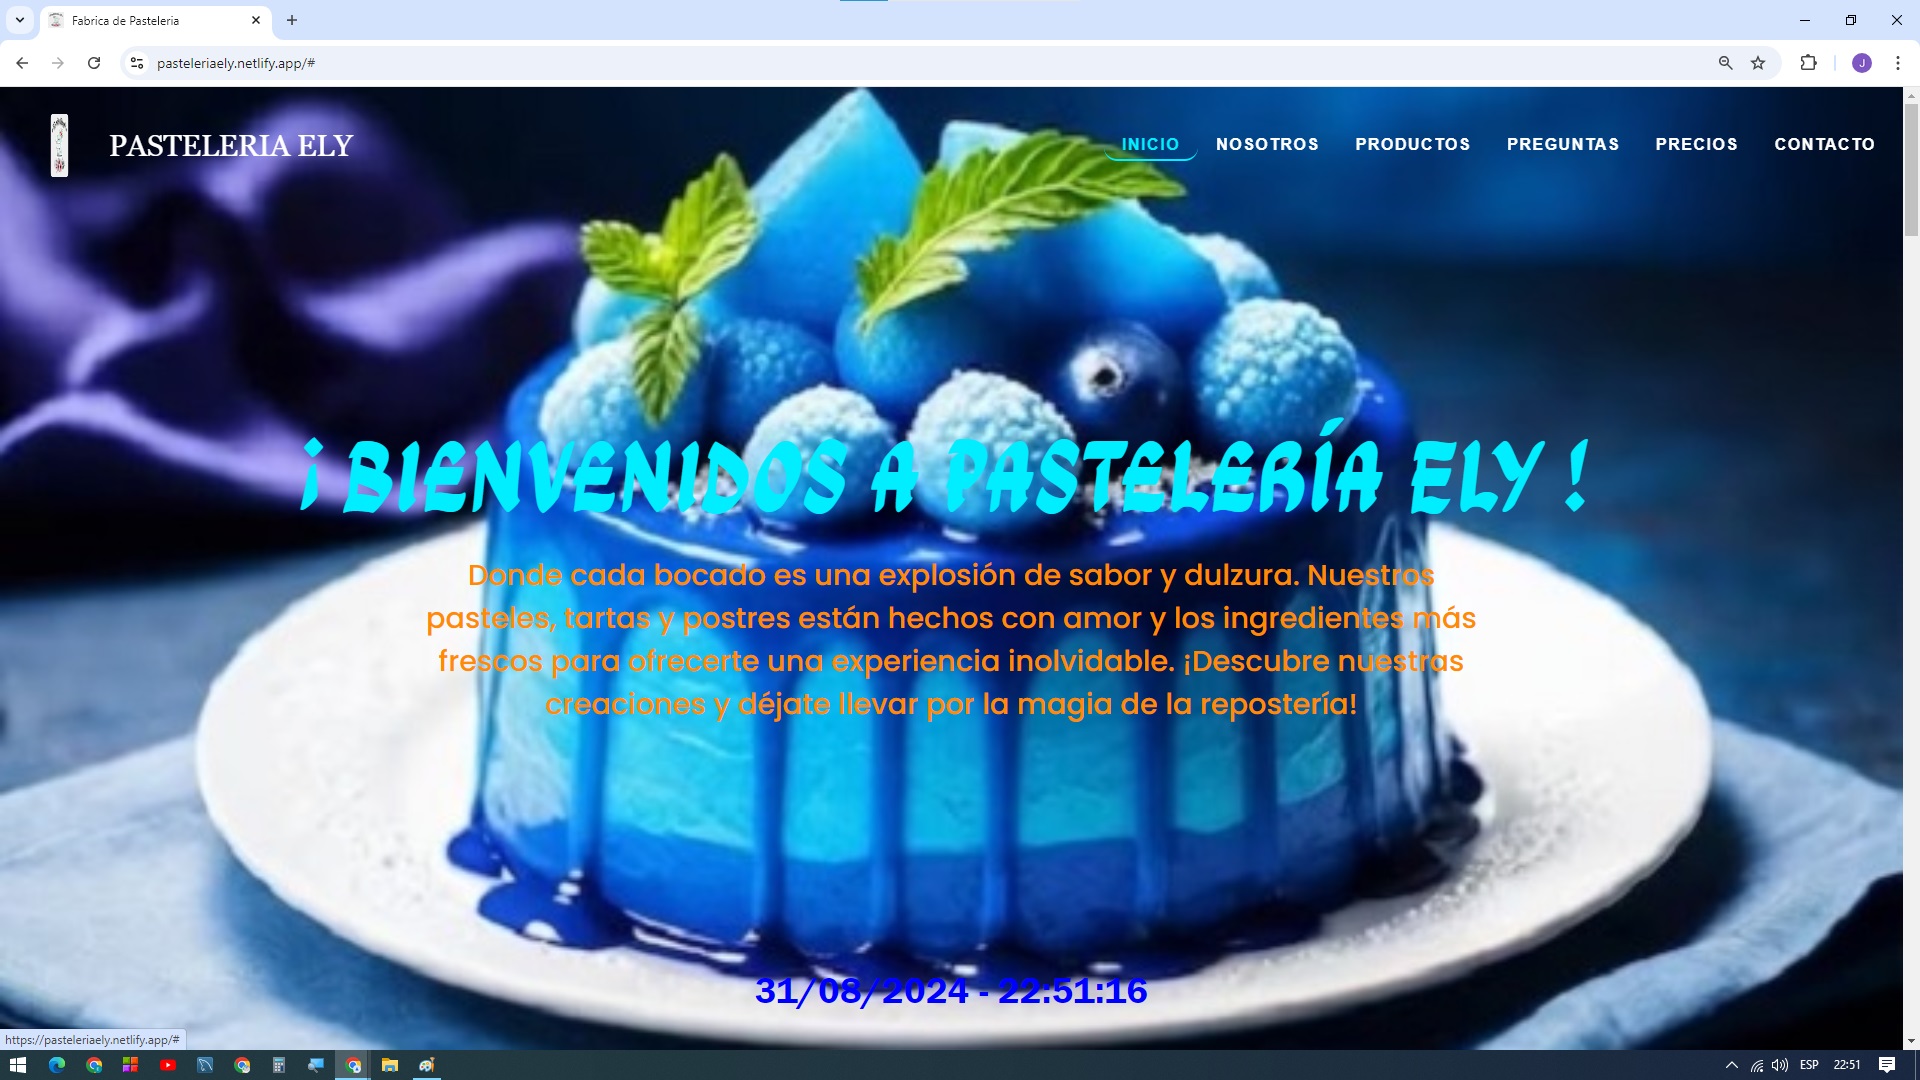 Fabrica de Pasteleria
pasteleriaely.netlify.app/#
J
PASTELERIA ELY
INICIO NOSOTROS PRODUCTOS PREGUNTAS PRECIOS CONTACTO
¡ BIENVENIDOS A PASTELERÍA ELY !
Donde cada bocado es una explosión de sabor y dulzura. Nuestros
pasteles, tartas y postres están hechos con amor y los ingredientes más
frescos para ofrecerte una experiencia inolvidable. ¡Descubre nuestras
creaciones y déjate llevar por la magia de la repostería!
31/08/2024 - 22:51:16
https://pasteleriaely.netlify.app/#
ESP 22:51